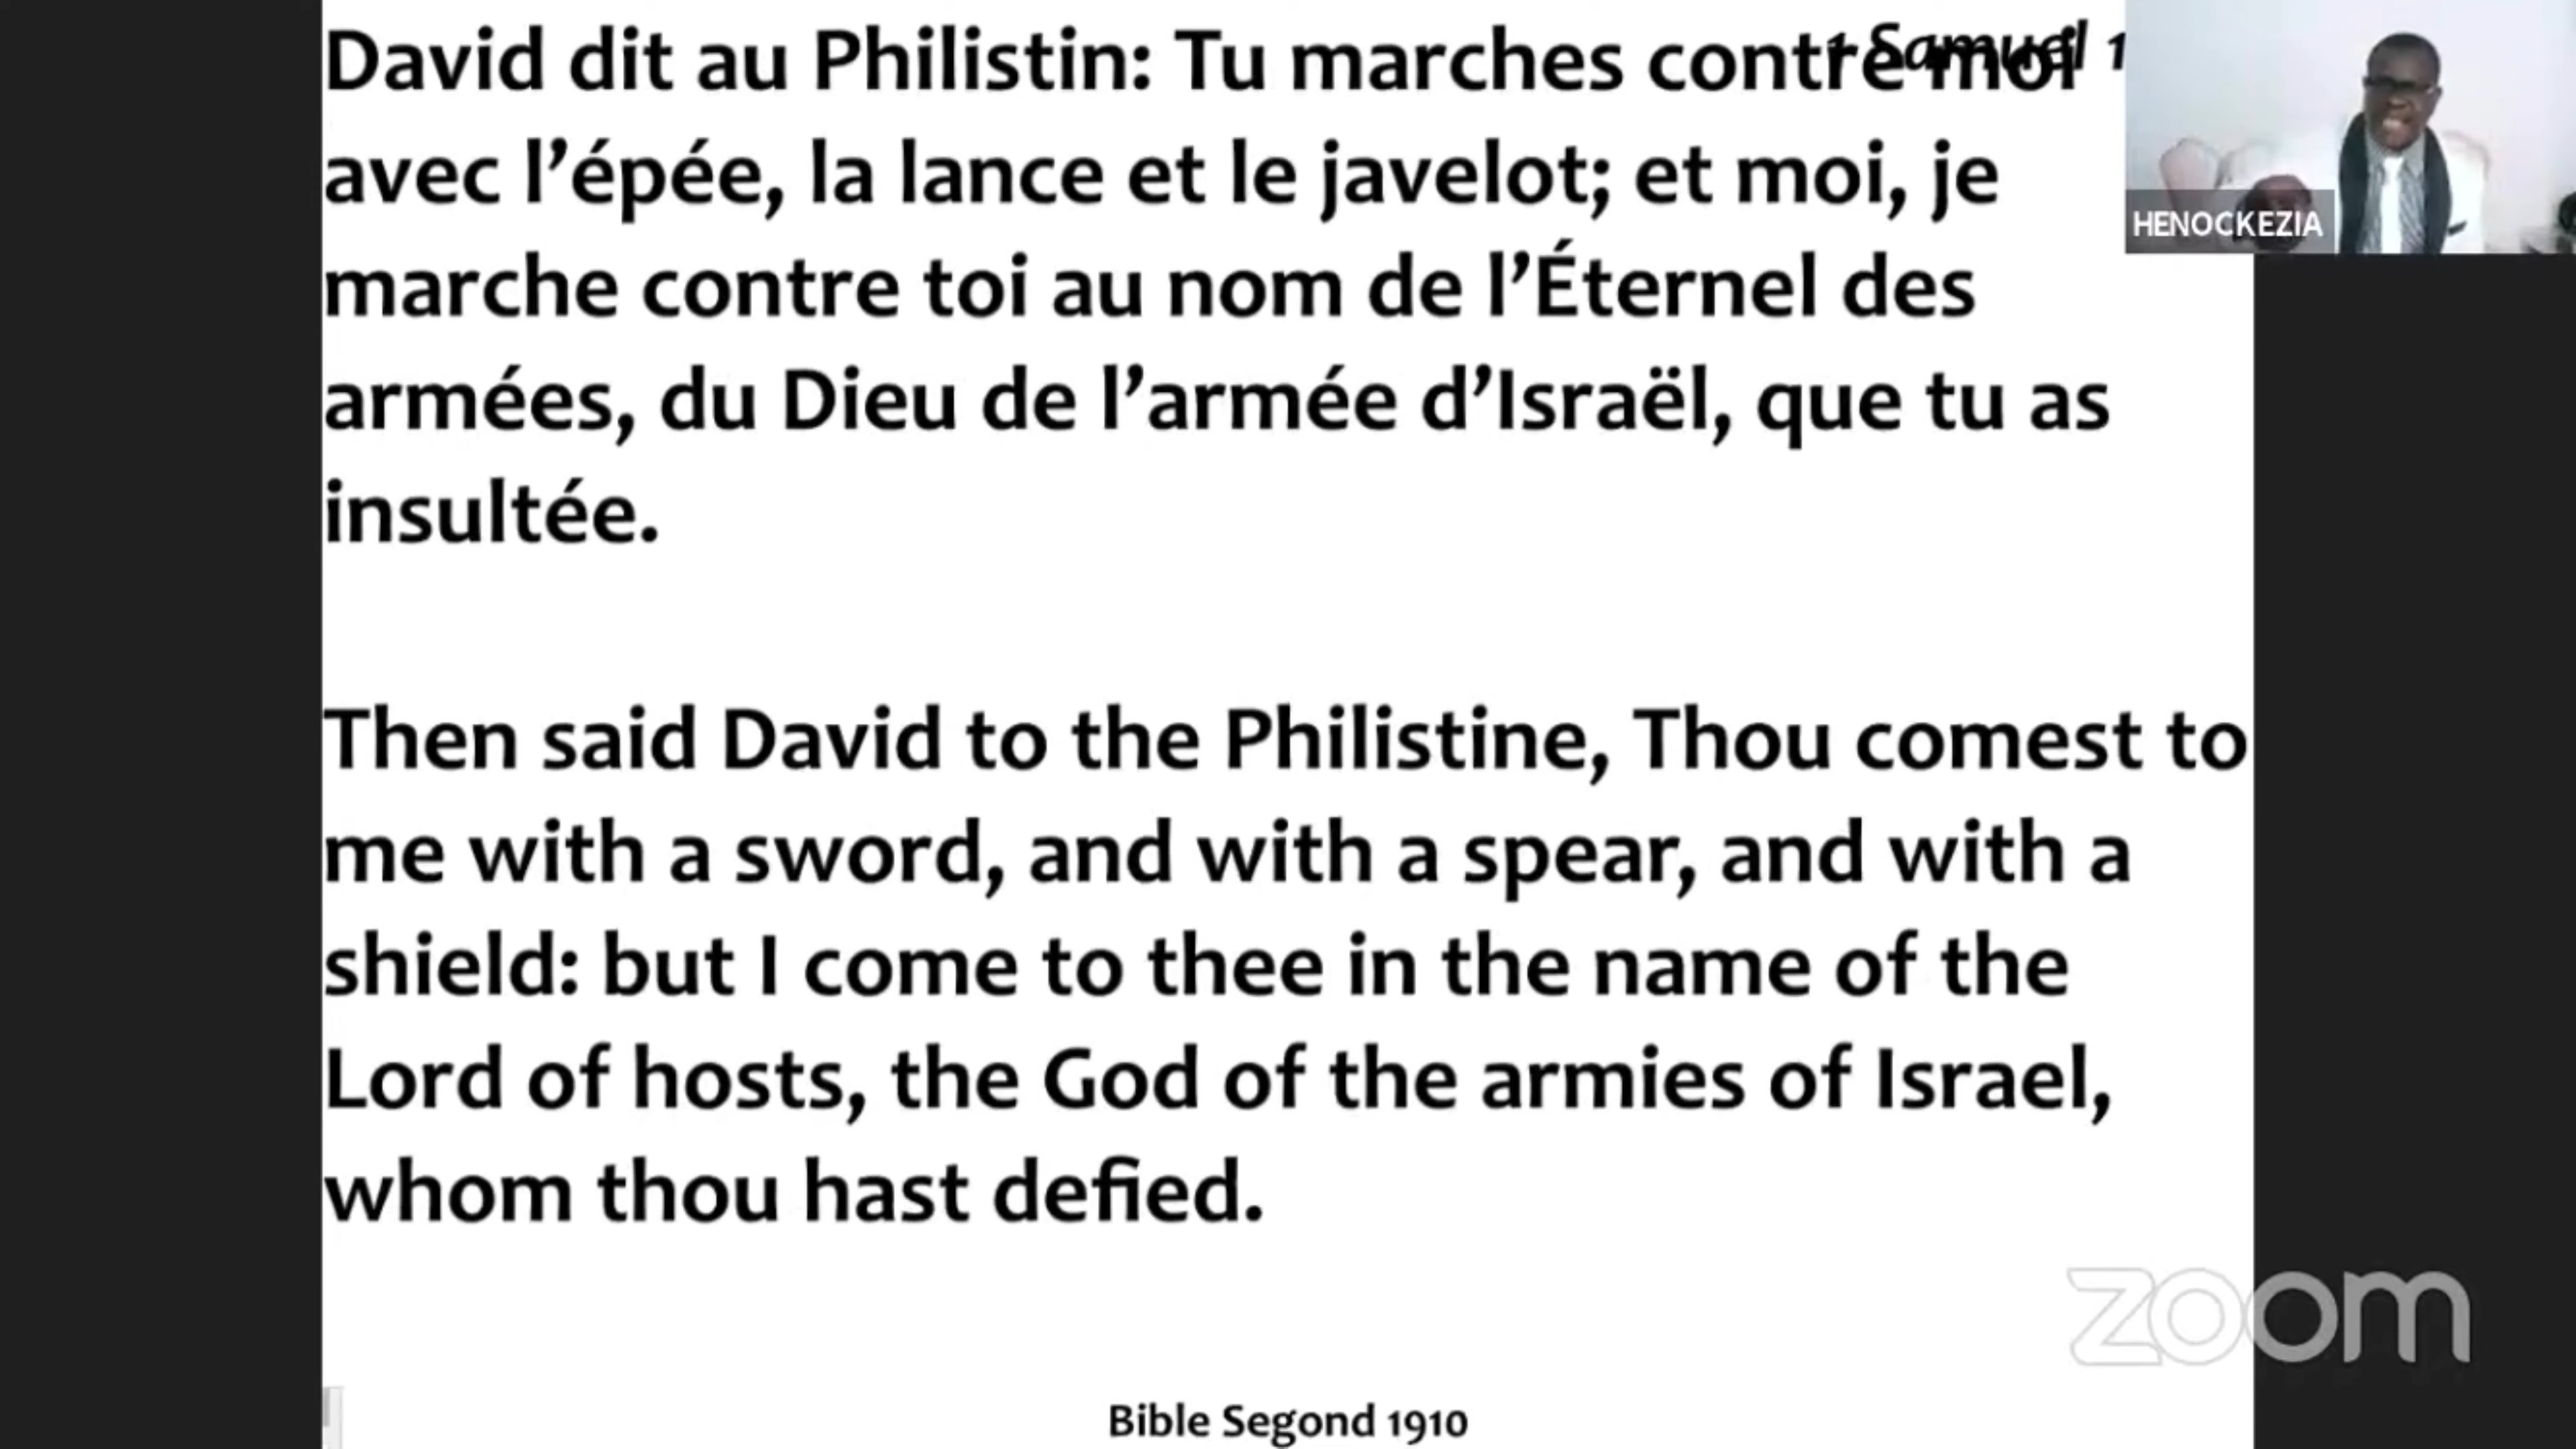 1 Samuel 1
David dit au Philistin: Tu marches contre moi
avec l’épée, la lance et le javelot; et moi, je
marche contre toi au nom de l’Éternel des
armées, du Dieu de l’armée d’Israël, que tu as
insultée.
Then said David to the Philistine, Thou comest to
me with a sword, and with a spear, and with a
shield: but I come to thee in the name of the
Lord of hosts, the God of the armies of Israel,
whom thou hast defied.
Bible Segond 1910
HENOCKEZIA
zoom